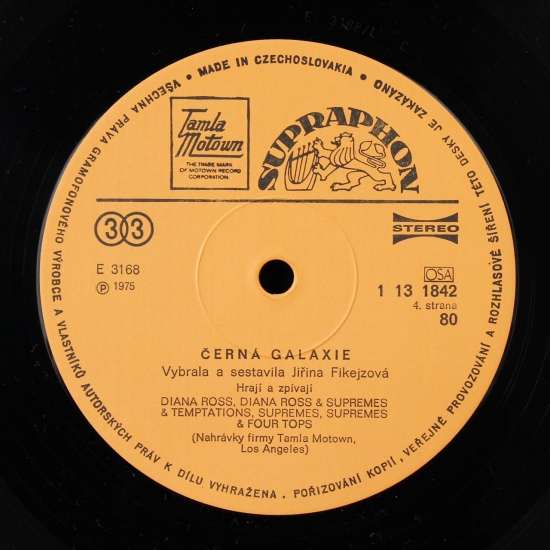 • MADE IN CZECHOSLOVAKIA •
VŠECHNA PRÁVA GRAMOFONOVÉHO VÝROBCE A VLASTNÍKŮ AUTORSKÝCH PRÁV K DÍLU VYHRAŽENA. POŘIZOVÁNÍ KOPIÍ, VEŘEJNÉ PROVOZOVÁNÍ A ROZHLASOVÉ ŠÍŘENÍ TÉTO DESKY JE ZAKÁZÁNO
Tamla
Motown
THE TRADE MARK
OF MOTOWN RECORD
CORPORATION
SUPRAPHON
33
STEREO
E 3168
℗ 1975
OSA
1 13 1842
4. strana
80
ČERNÁ GALAXIE
Vybrala a sestavila Jiřina Fikejzová
Hrají a zpívají
DIANA ROSS, DIANA ROSS & SUPREMES
& TEMPTATIONS, SUPREMES, SUPREMES
& FOUR TOPS
(Nahrávky firmy Tamla Motown,
Los Angeles)